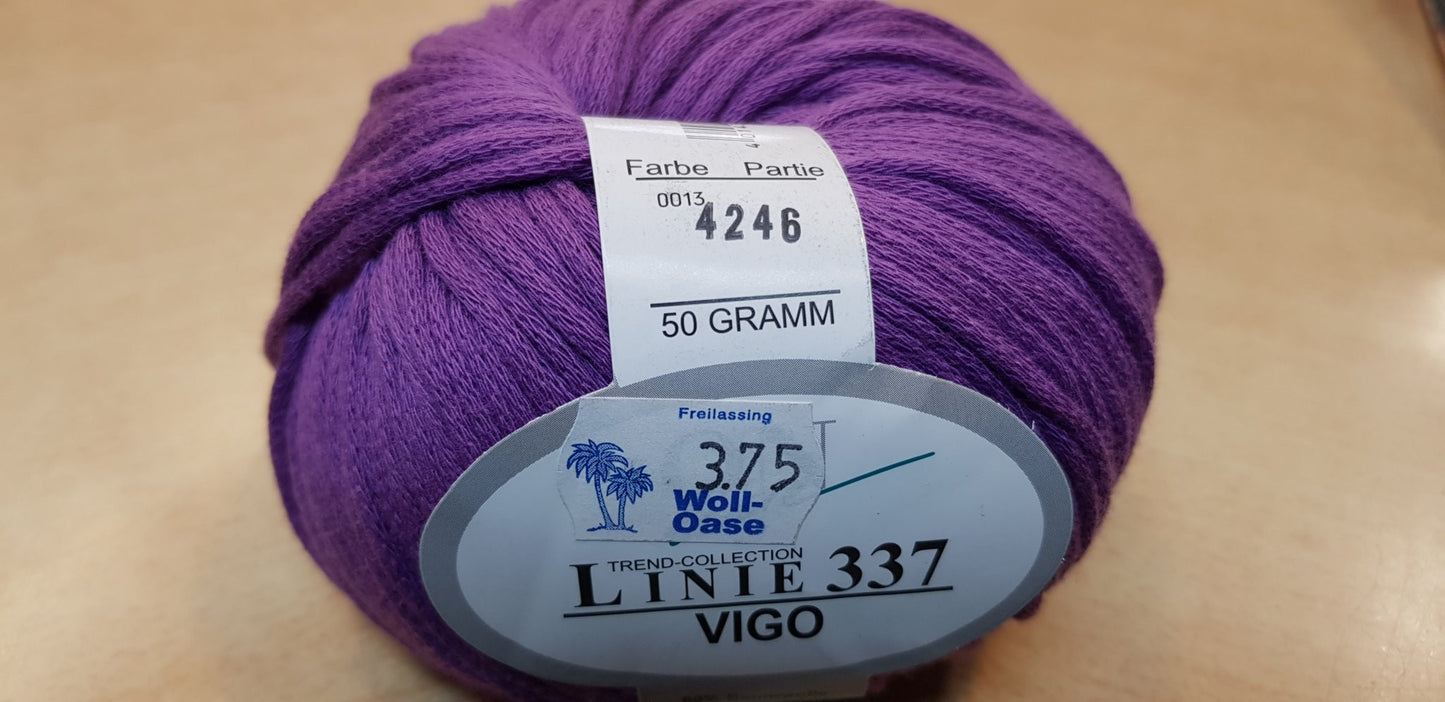 Farbe Partie
0013 4246
50 GRAMM
Freilassing
3.75
Woll-
Oase
TREND-COLLECTION
LINIE 337
VIGO